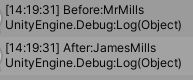 [14:19:31] Before:MrMills
UnityEngine.Debug:Log(Object)
[14:19:31] After:JamesMills
UnityEngine.Debug:Log(Object)